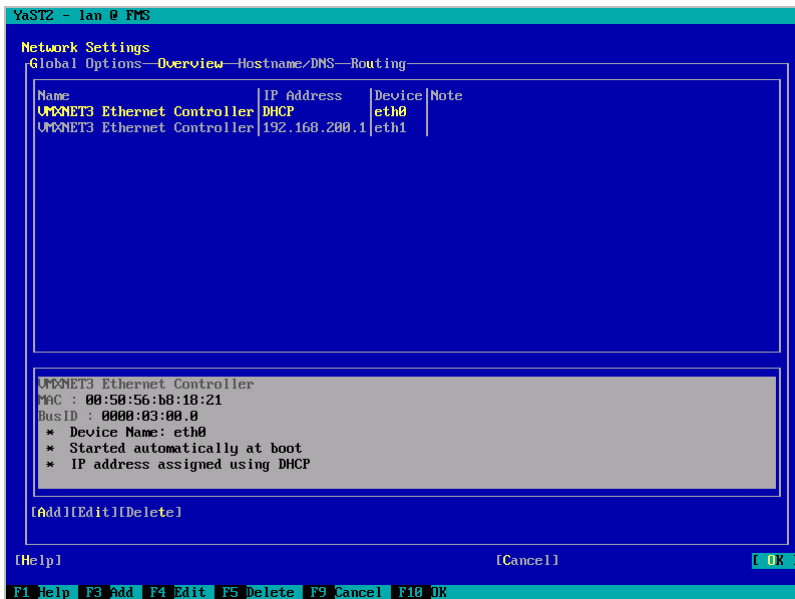 YaST2 - lan @ FMS
Network Settings
Global Options Overview Hostname/DNS Routing
Name IP Address Device Note
VMXNET3 Ethernet Controller DHCP eth0
VMXNET3 Ethernet Controller 192.168.200.1 eth1
VMXNET3 Ethernet Controller
MAC : 00:50:56:b8:18:21
BusID : 0000:03:00.0
* Device Name: eth0
* Started automatically at boot
* IP address assigned using DHCP
[Add][Edit][Delete]
[Help] [Cancel] [ OK
F1 Help F3 Add F4 Edit F5 Delete F9 Cancel F10 OK